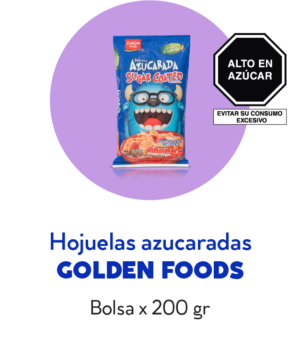 ALTO EN
AZÚCAR
EVITAR SU CONSUMO
EXCESIVO
AZUCARADA
SUGAR COATED
Hojuelas azucaradas
GOLDEN FOODS
Bolsa x 200 gr